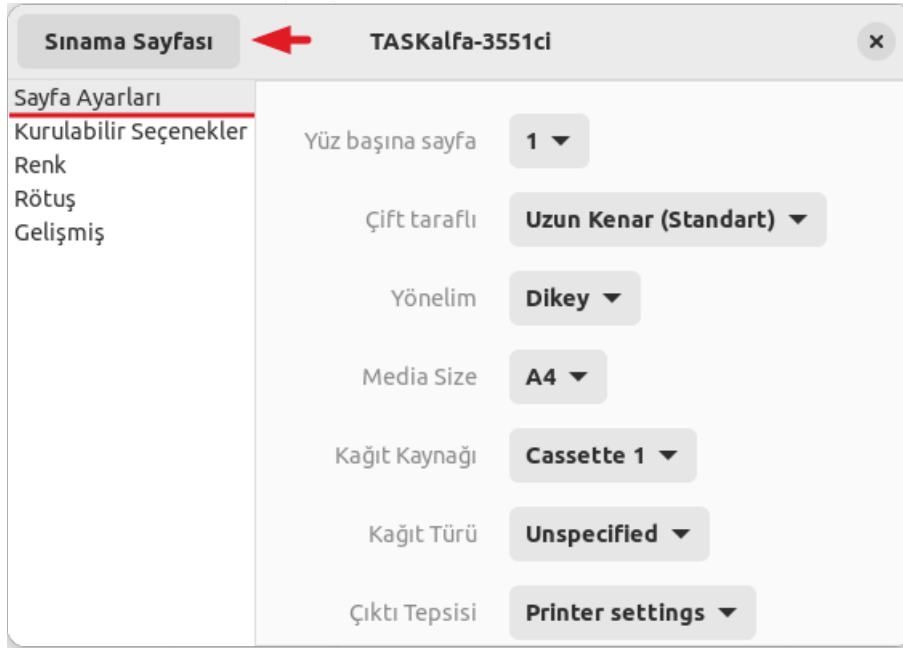 Sınama Sayfası
TASKalfa-3551ci
Sayfa Ayarları
Kurulabilir Seçenekler
Renk
Rötuş
Gelişmiş
Yüz başına sayfa 1
Çift taraflı Uzun Kenar (Standart)
Yönelim Dikey
Media Size A4
Kağıt Kaynağı Cassette 1
Kağıt Türü Unspecified
Çıktı Tepsisi Printer settings